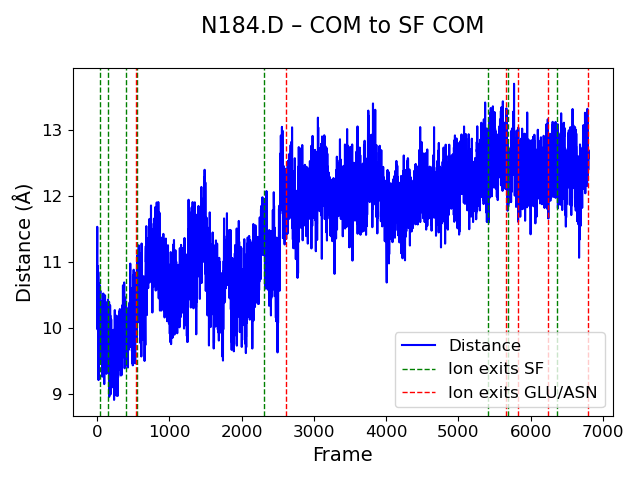 N184.D – COM to SF COM
Distance (Å)
13
12
11
10
9
0 1000 2000 3000 4000 5000 6000 7000
Frame
Distance
Ion exits SF
Ion exits GLU/ASN